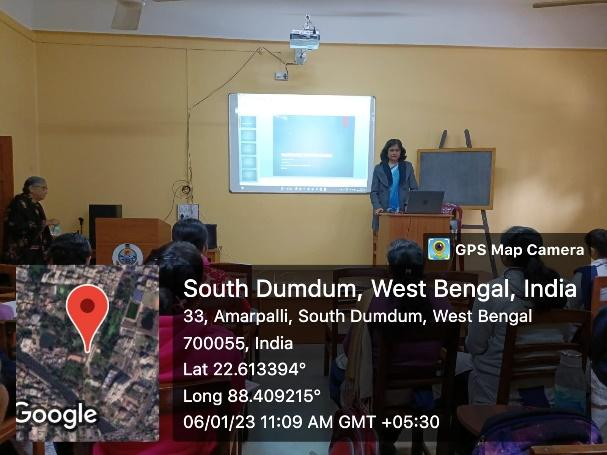 GPS Map Camera
South Dumdum, West Bengal, India
33, Amarpalli, South Dumdum, West Bengal
700055, India
Lat 22.613394°
Long 88.409215°
06/01/23 11:09 AM GMT +05:30
Google